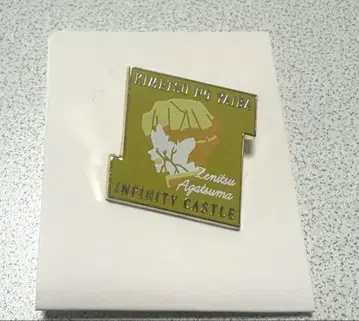 KIMETSU NO YAIBA
Zenitsu
Agatsuma
INFINITY CASTLE